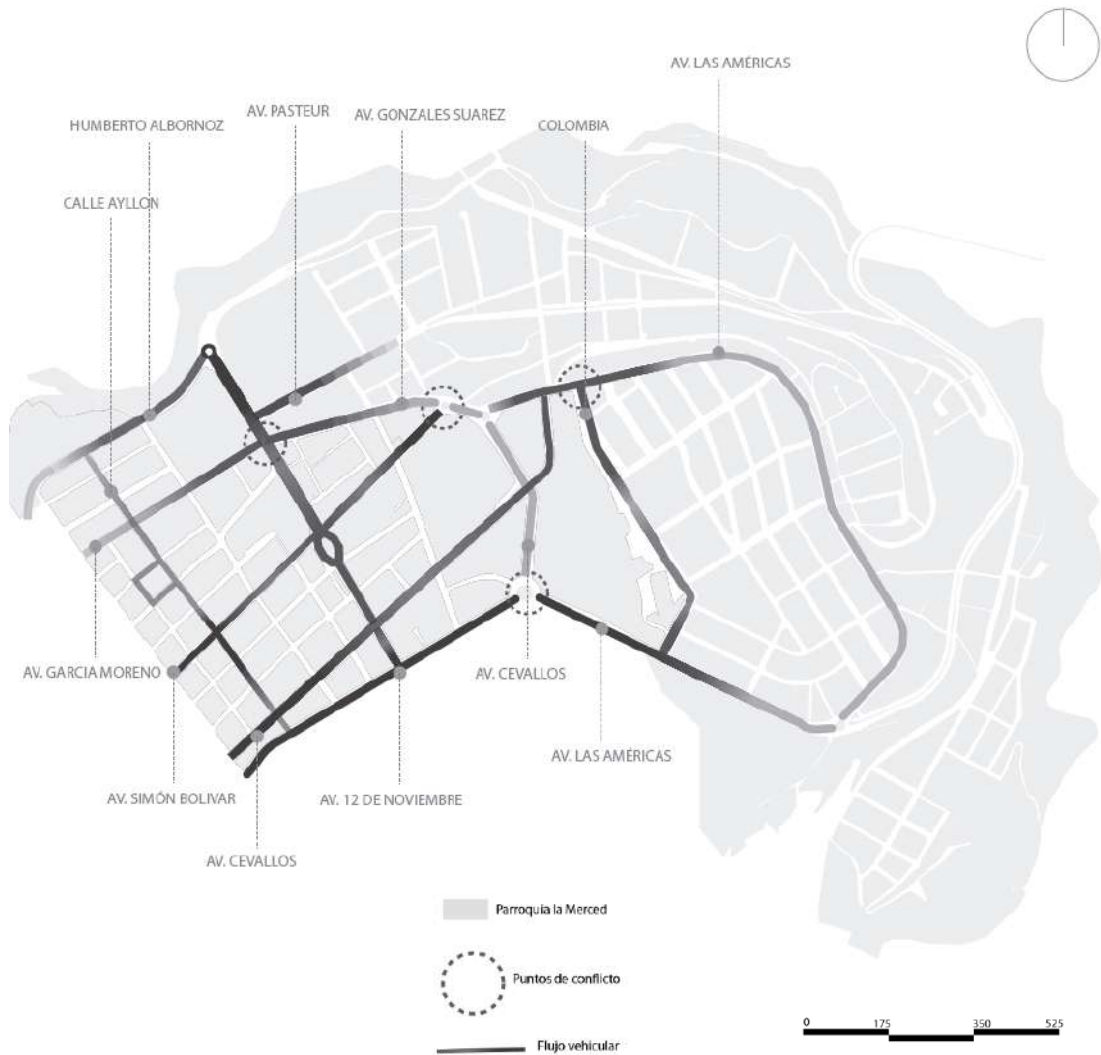 AV. LAS AMÉRICAS
AV. PASTEUR
AV. GONZALES SUAREZ
HUMBERTO ALBORNOZ
COLOMBIA
CALLE AYLLON
AV. GARCIA MORENO
AV. CEVALLOS
AV. LAS AMÉRICAS
AV. SIMÓN BOLIVAR
AV. 12 DE NOVIEMBRE
AV. CEVALLOS
Parroquia la Merced
Puntos de conflicto
0 175 350 525
Flujo vehicular